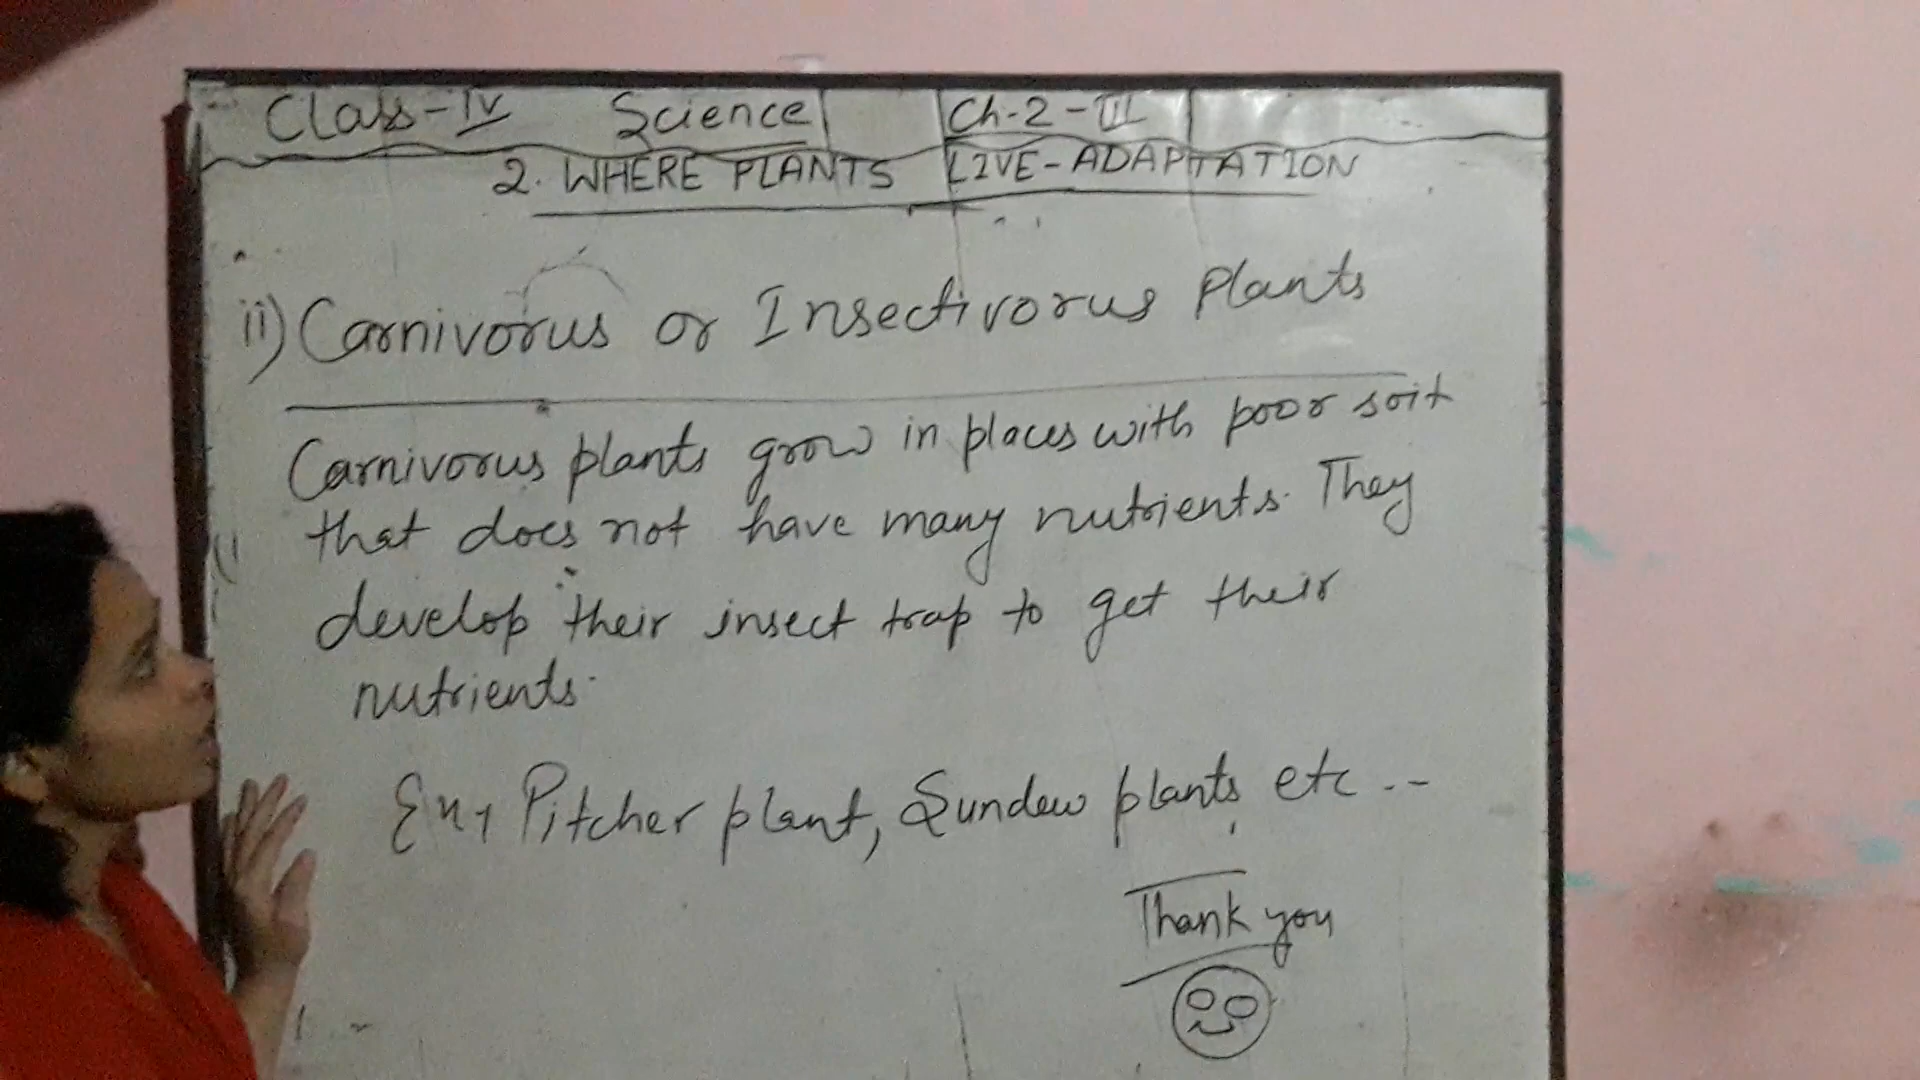 Class-IV Science Ch-2-III
2. WHERE PLANTS LIVE-ADAPTATION
ii) Carnivorus or Insectivorus Plants
Carnivorus plants grow in places with poor soil
that does not have many nutrients. They
develop their insect trap to get their
nutrients.
Pitcher plant, Sundew plants etc...
Thank you